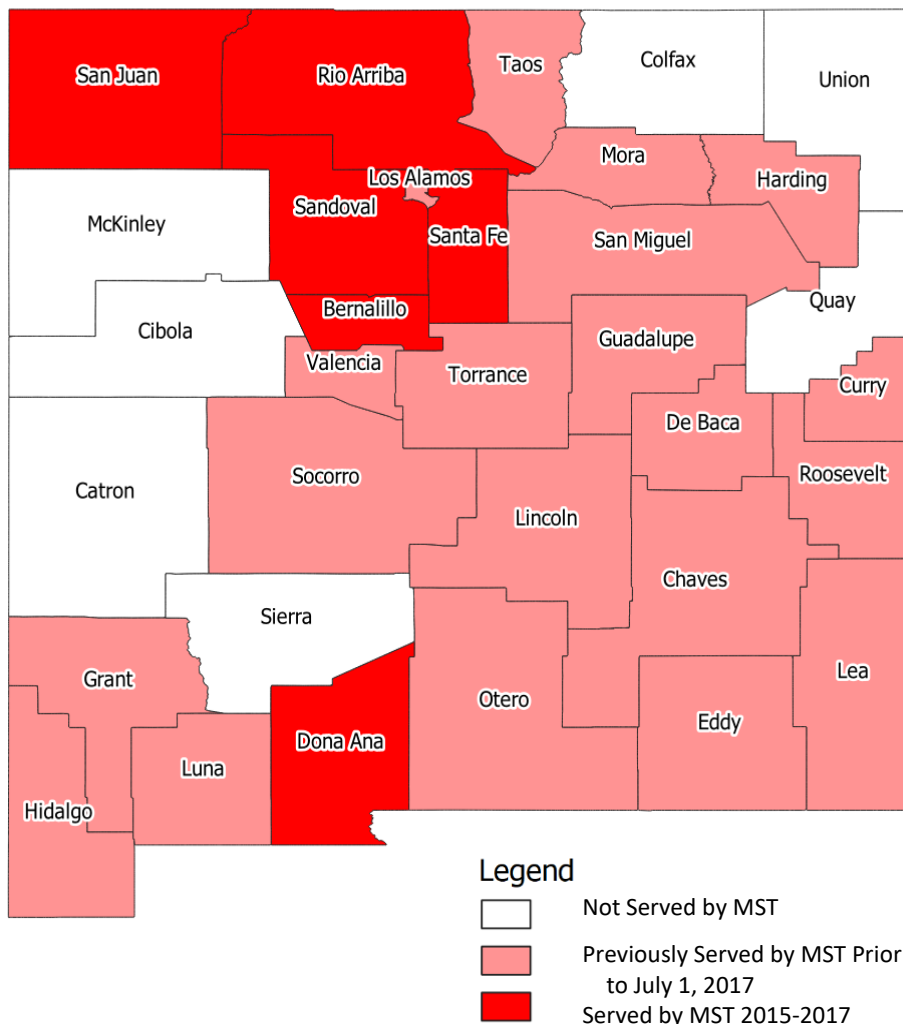 Colfax
Taos
San Juan
Rio Arriba
Union
Mora
Los Alamos
Harding
Sandoval
McKinley
Santa Fe
San Miguel
Quay
Bernalillo
Cibola
Guadalupe
Valencia
Torrance
Curry
De Baca
Roosevelt
Socorro
Catron
Lincoln
Chaves
Sierra
Lea
Grant
Otero
Eddy
Dona Ana
Luna
Hidalgo
Legend
Not Served by MST
Previously Served by MST Prior
to July 1, 2017
Served by MST 2015-2017